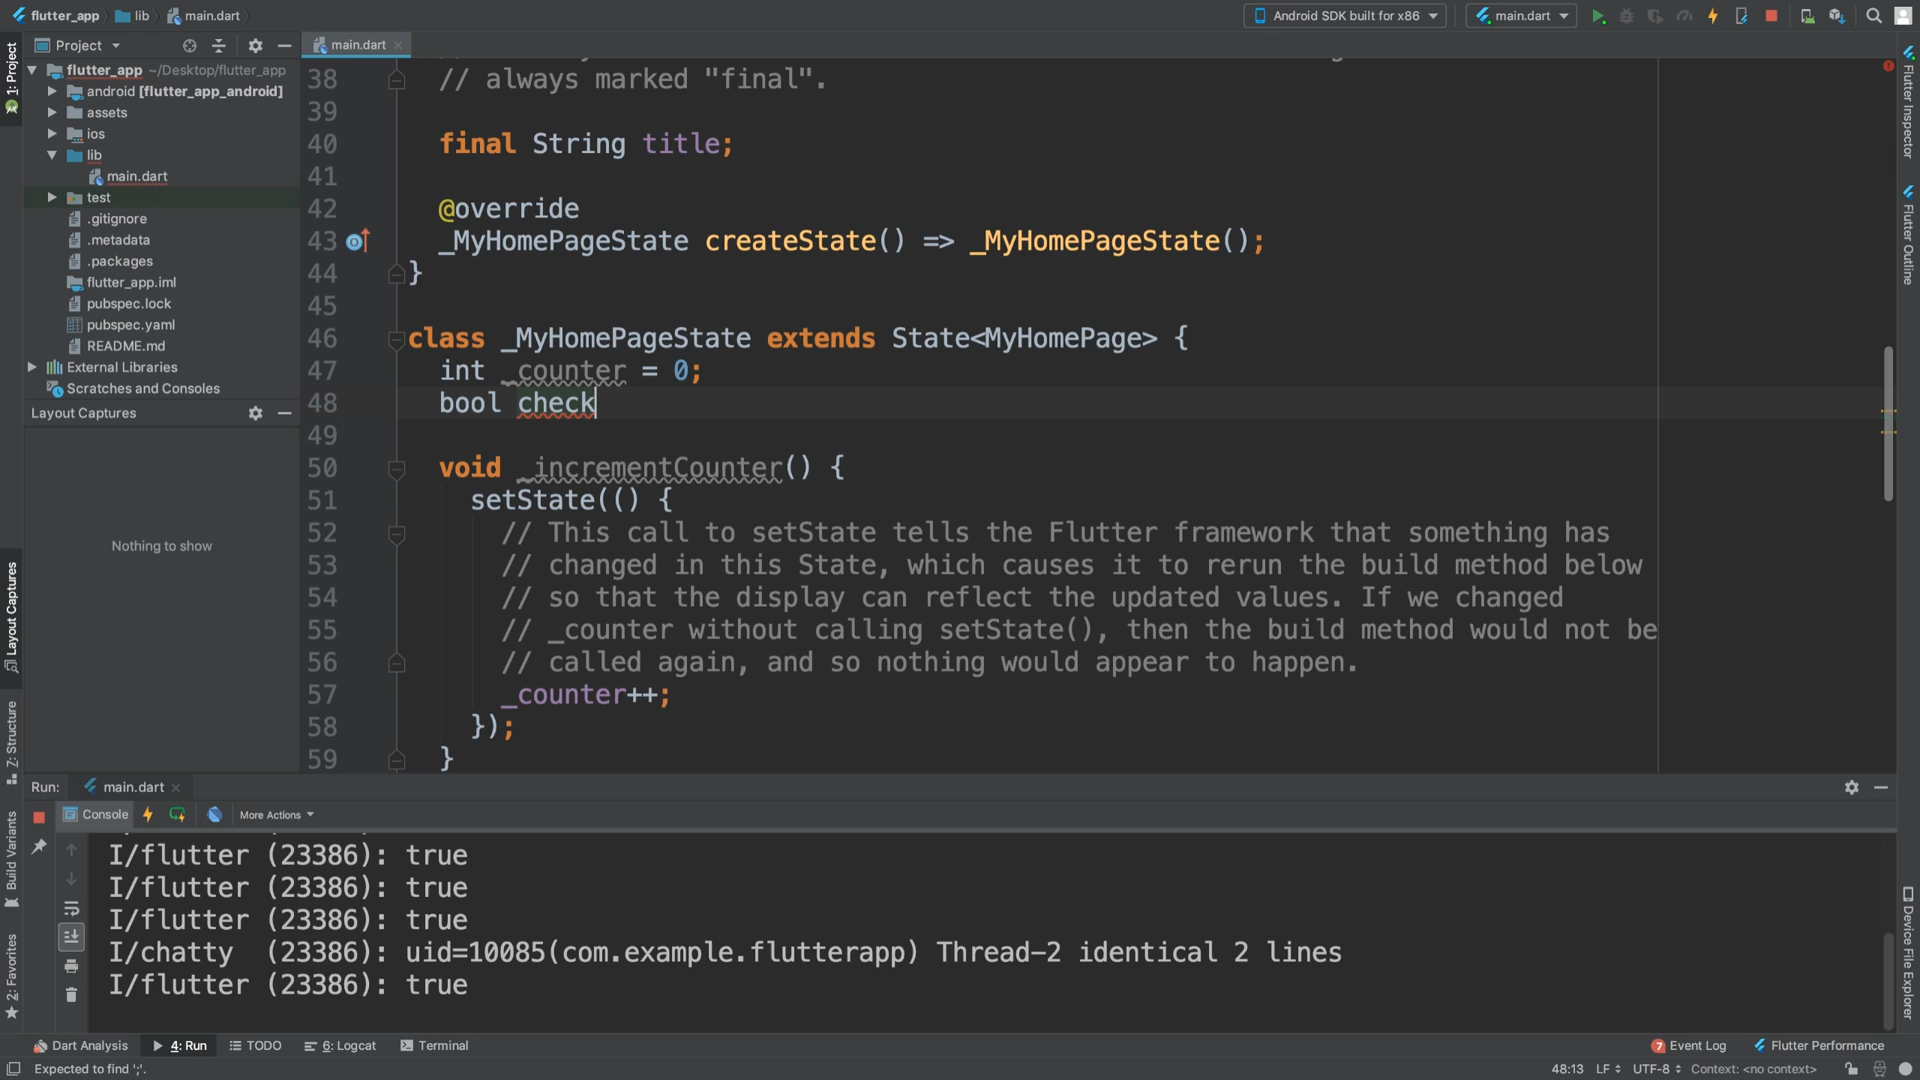 flutter_app
lib
main.dart
Android SDK built for x86
main.dart
Project
main.dart
flutter_app ~/Desktop/flutter_app
android [flutter_app_android]
assets
ios
lib
main.dart
test
.gitignore
.metadata
.packages
flutter_app.iml
pubspec.lock
pubspec.yaml
README.md
External Libraries
Scratches and Consoles
Layout Captures
Nothing to show
1: Project
Layout Captures
Z: Structure
Build Variants
2: Favorites
38 // always marked "final".
39
40 final String title;
41
42 @override
43 _MyHomePageState createState() => _MyHomePageState();
44 }
45
46 class _MyHomePageState extends State<MyHomePage> {
47 int _counter = 0;
48 bool check
49
50 void _incrementCounter() {
51 setState(() {
52 // This call to setState tells the Flutter framework that something has
53 // changed in this State, which causes it to rerun the build method below
54 // so that the display can reflect the updated values. If we changed
55 // _counter without calling setState(), then the build method would not be
56 // called again, and so nothing would appear to happen.
57 _counter++;
58 });
59 }
Flutter Inspector
Flutter Outline
Device File Explorer
Run: main.dart
Console
More Actions
I/flutter (23386): true
I/flutter (23386): true
I/flutter (23386): true
I/chatty (23386): uid=10085(com.example.flutterapp) Thread-2 identical 2 lines
I/flutter (23386): true
Dart Analysis
4: Run
TODO
6: Logcat
Terminal
7 Event Log
Flutter Performance
Expected to find ';'.
48:13 LF UTF-8 Context: <no context>